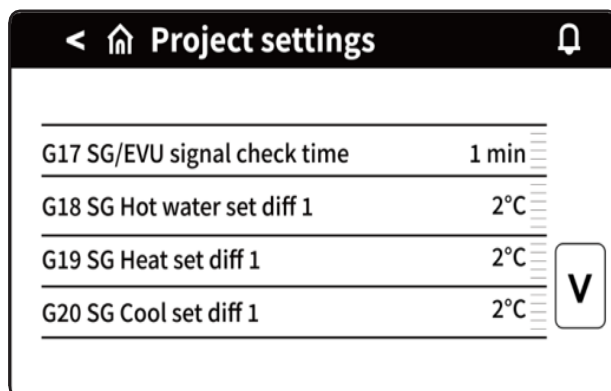 < Project settings
G17 SG/EVU signal check time 1 min
G18 SG Hot water set diff 1 2°C
G19 SG Heat set diff 1 2°C
G20 SG Cool set diff 1 2°C
V